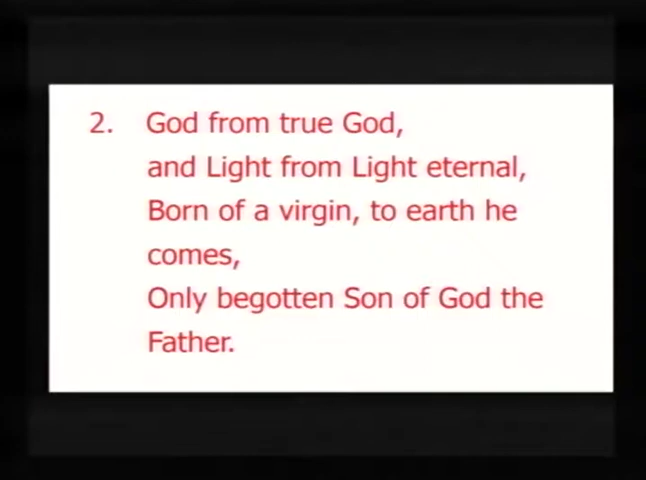 2. God from true God,
and Light from Light eternal,
Born of a virgin, to earth he
comes,
Only begotten Son of God the
Father.